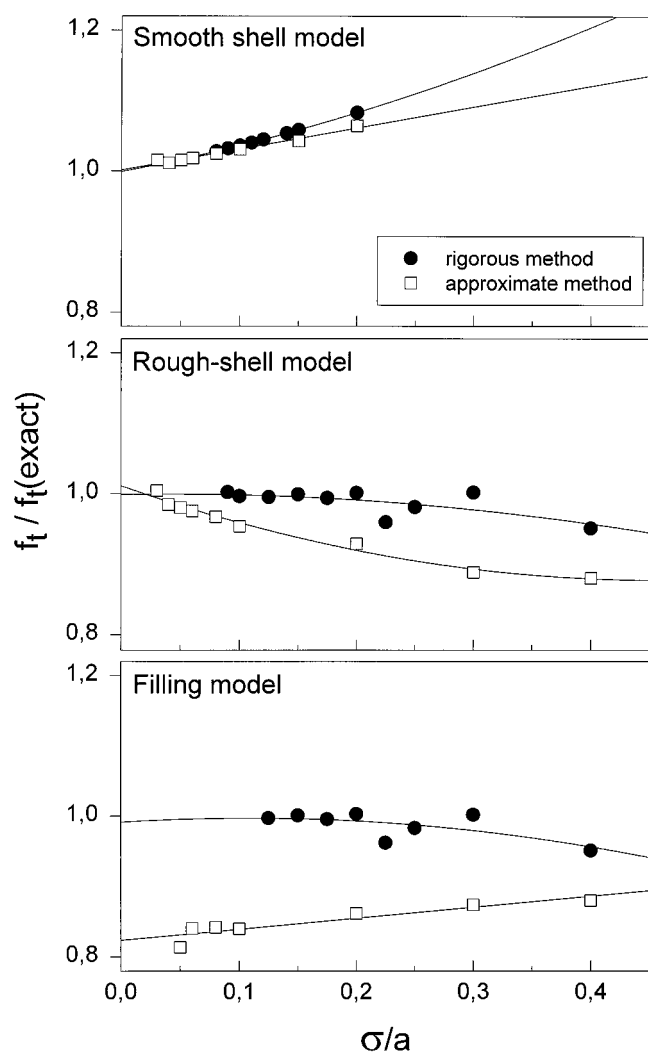 1,2
Smooth shell model
1,0
rigorous method
approximate method
0,8
1,2
Rough-shell model
1,0
0,8
fₜ / fₜ(exact)
1,2
Filling model
1,0
0,8
0,0 0,1 0,2 0,3 0,4
σ/a